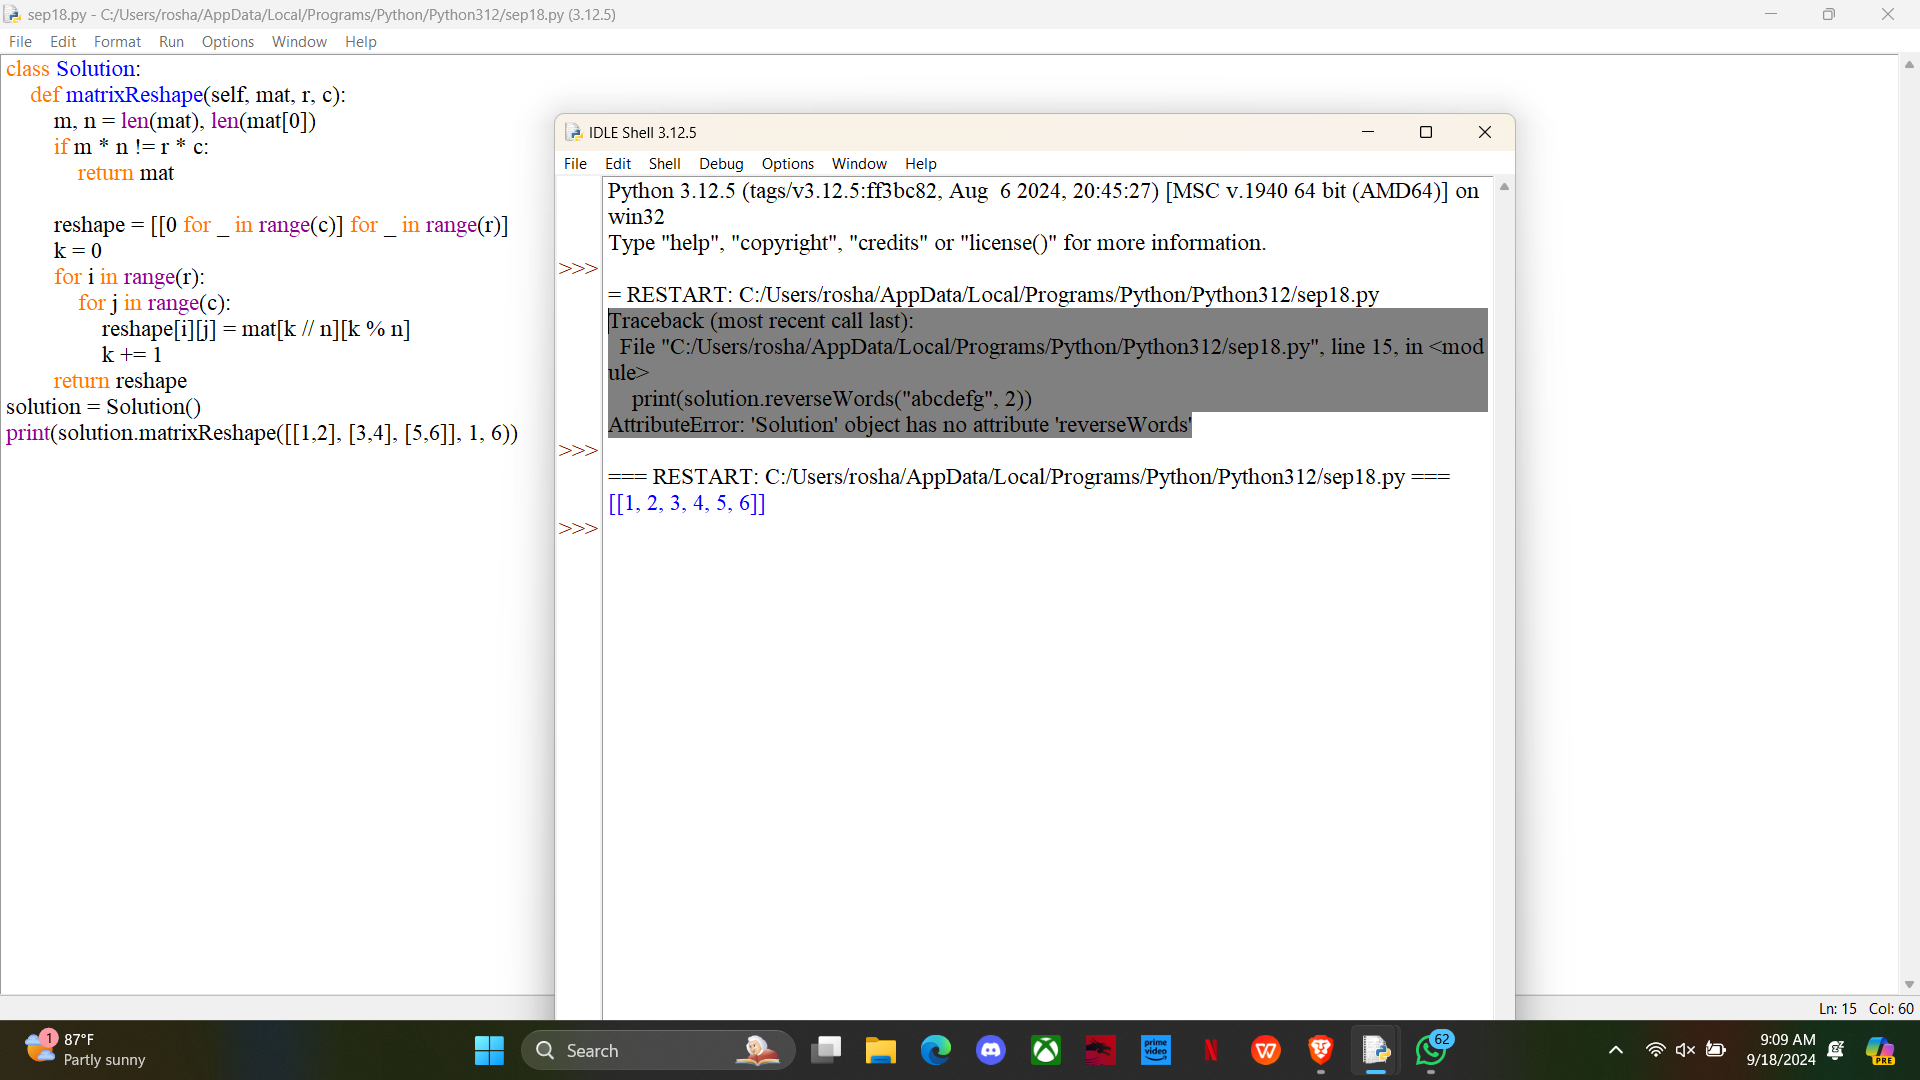 sep18.py - C:/Users/rosha/AppData/Local/Programs/Python/Python312/sep18.py (3.12.5)
File Edit Format Run Options Window Help
class Solution:
    def matrixReshape(self, mat, r, c):
        m, n = len(mat), len(mat[0])
        if m * n != r * c:
            return mat
        reshape = [[0 for _ in range(c)] for _ in range(r)]
        k = 0
        for i in range(r):
            for j in range(c):
                reshape[i][j] = mat[k // n][k % n]
                k += 1
        return reshape
solution = Solution()
print(solution.matrixReshape([[1,2], [3,4], [5,6]], 1, 6))
IDLE Shell 3.12.5
File Edit Shell Debug Options Window Help
Python 3.12.5 (tags/v3.12.5:ff3bc82, Aug  6 2024, 20:45:27) [MSC v.1940 64 bit (AMD64)] on
win32
Type "help", "copyright", "credits" or "license()" for more information.
>>>
= RESTART: C:/Users/rosha/AppData/Local/Programs/Python/Python312/sep18.py
Traceback (most recent call last):
  File "C:/Users/rosha/AppData/Local/Programs/Python/Python312/sep18.py", line 15, in <mod
ule>
    print(solution.reverseWords("abcdefg", 2))
AttributeError: 'Solution' object has no attribute 'reverseWords'
>>>
=== RESTART: C:/Users/rosha/AppData/Local/Programs/Python/Python312/sep18.py ===
[[1, 2, 3, 4, 5, 6]]
>>>
Ln: 15 Col: 60
1
87°F
Partly sunny
Search
prime video
N
W
62
9:09 AM
9/18/2024
PRE